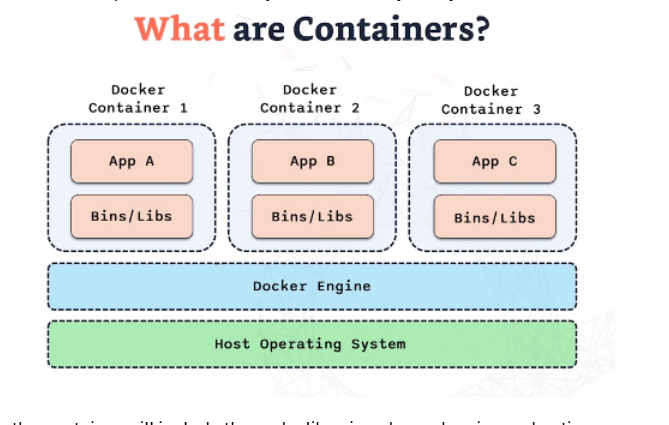 What are Containers?
Docker
Container 1
Docker
Container 2
Docker
Container 3
App A
App B
App C
Bins/Libs
Bins/Libs
Bins/Libs
Docker Engine
Host Operating System